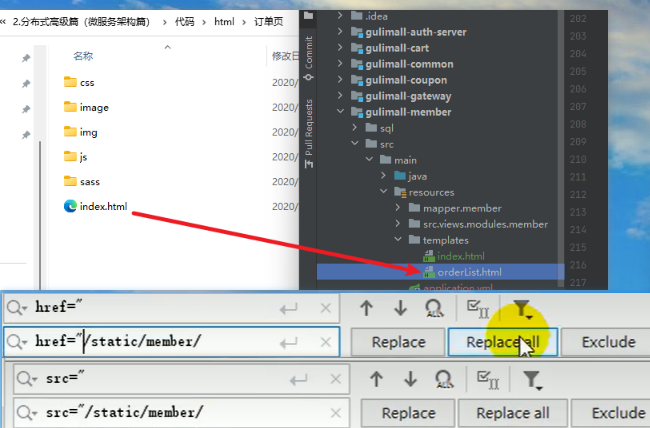 « 2.分布式高级篇（微服务架构篇） › 代码 › html › 订单页
名称
修改日
css
2020/
image
2020/
img
2020/
js
2020/
sass
2020/
index.html
2020/
Commit
Pull Requests
.idea
gulimall-auth-server
gulimall-cart
gulimall-common
gulimall-coupon
gulimall-gateway
gulimall-member
sql
src
main
java
resources
mapper.member
src.views.modules.member
templates
index.html
orderList.html
application.yml
202
203
204
205
206
207
208
209
210
211
212
213
214
215
216
217
href="
href="/static/member/
Replace
Replace all
Exclude
src="
src="/static/member/
Replace
Replace all
Exclude